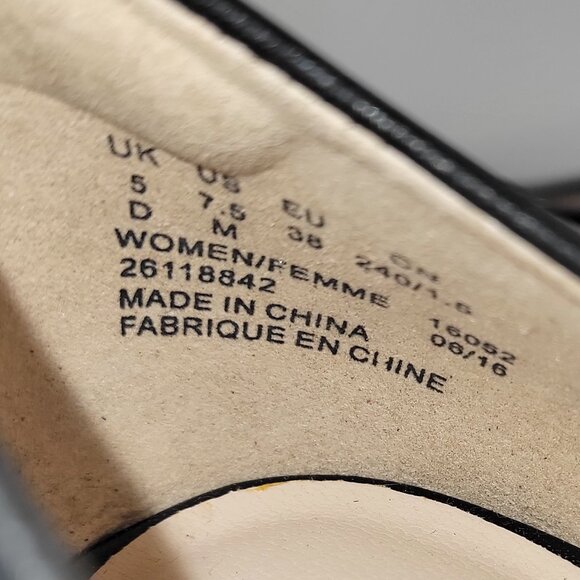 UK US EU CN
5 7.5 38 240/1.5
D M
WOMEN/FEMME
26118842 16052
MADE IN CHINA 06/16
FABRIQUE EN CHINE